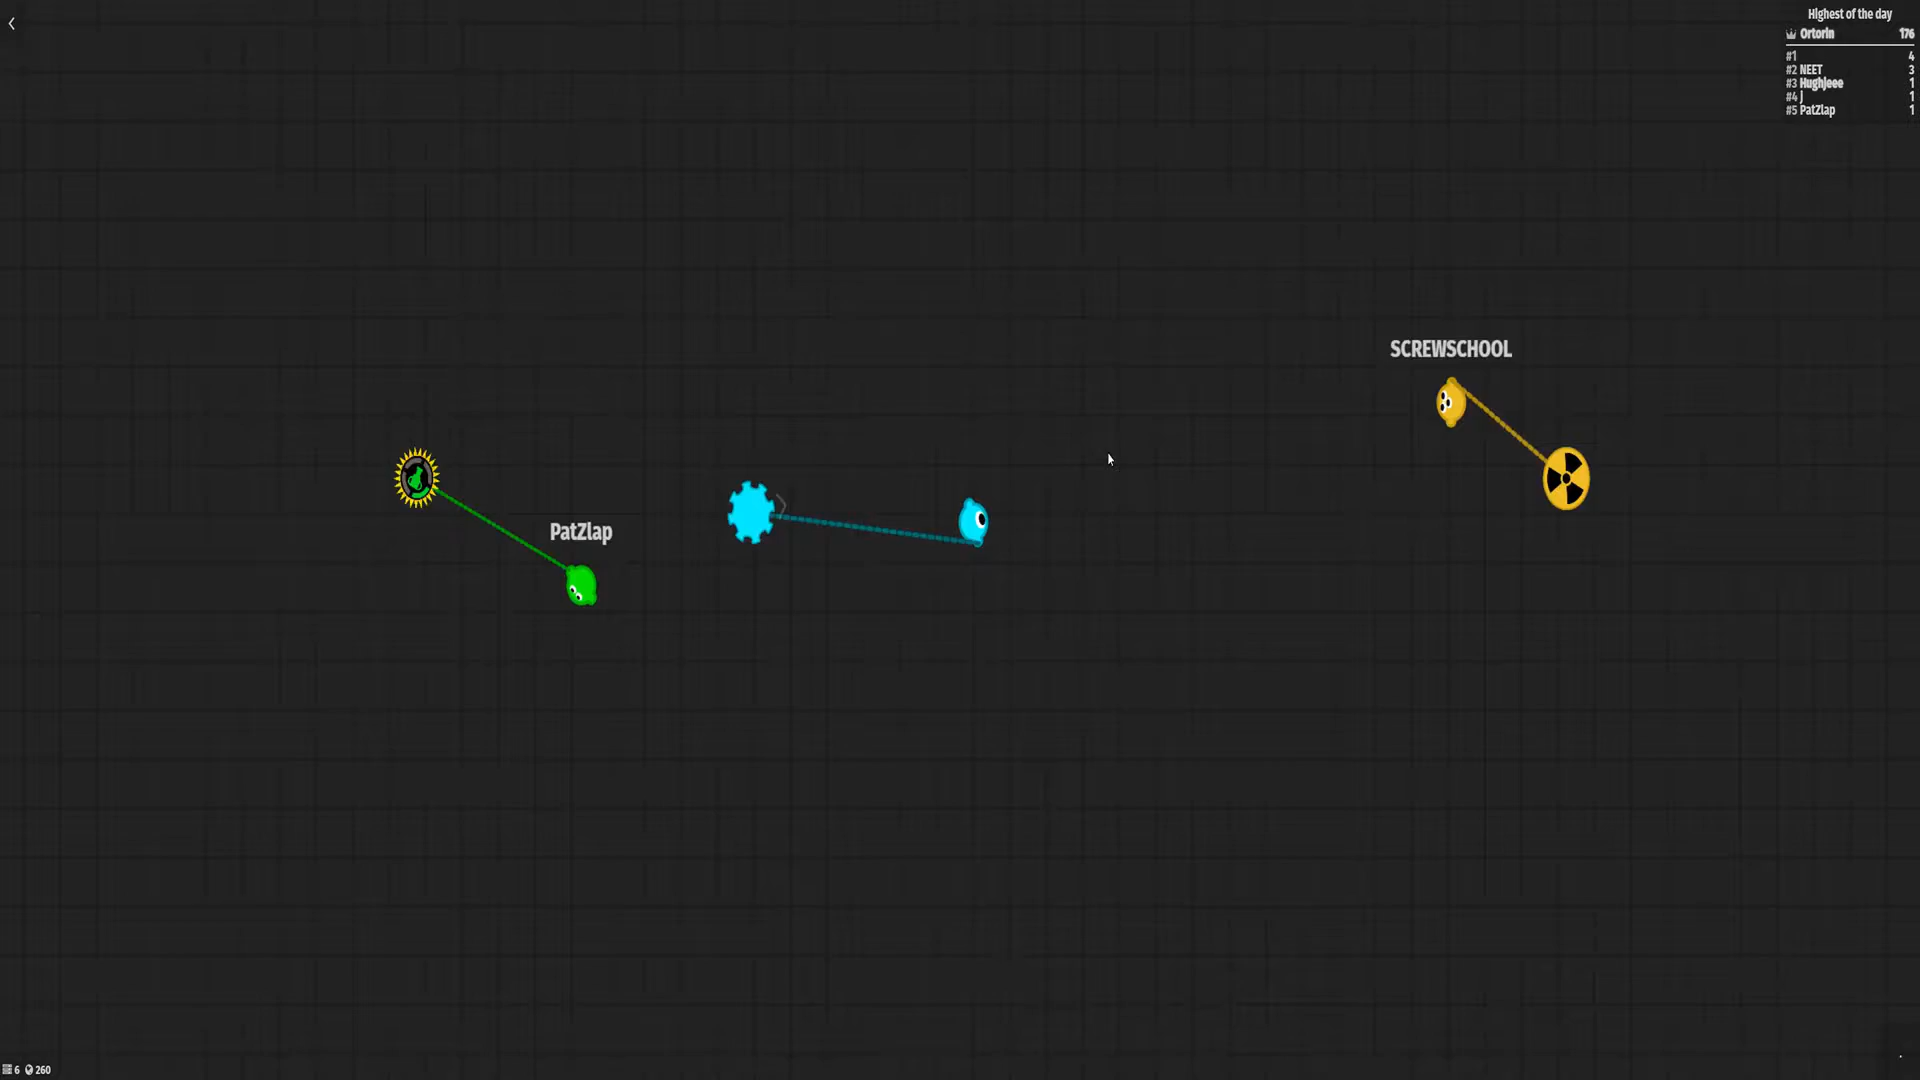 Highest of the day
Ortorin 176
#1 4
#2 NEET 3
#3 Hughjeee 1
#4 j 1
#5 PatZlap 1
SCREWSCHOOL
PatZlap
6 260